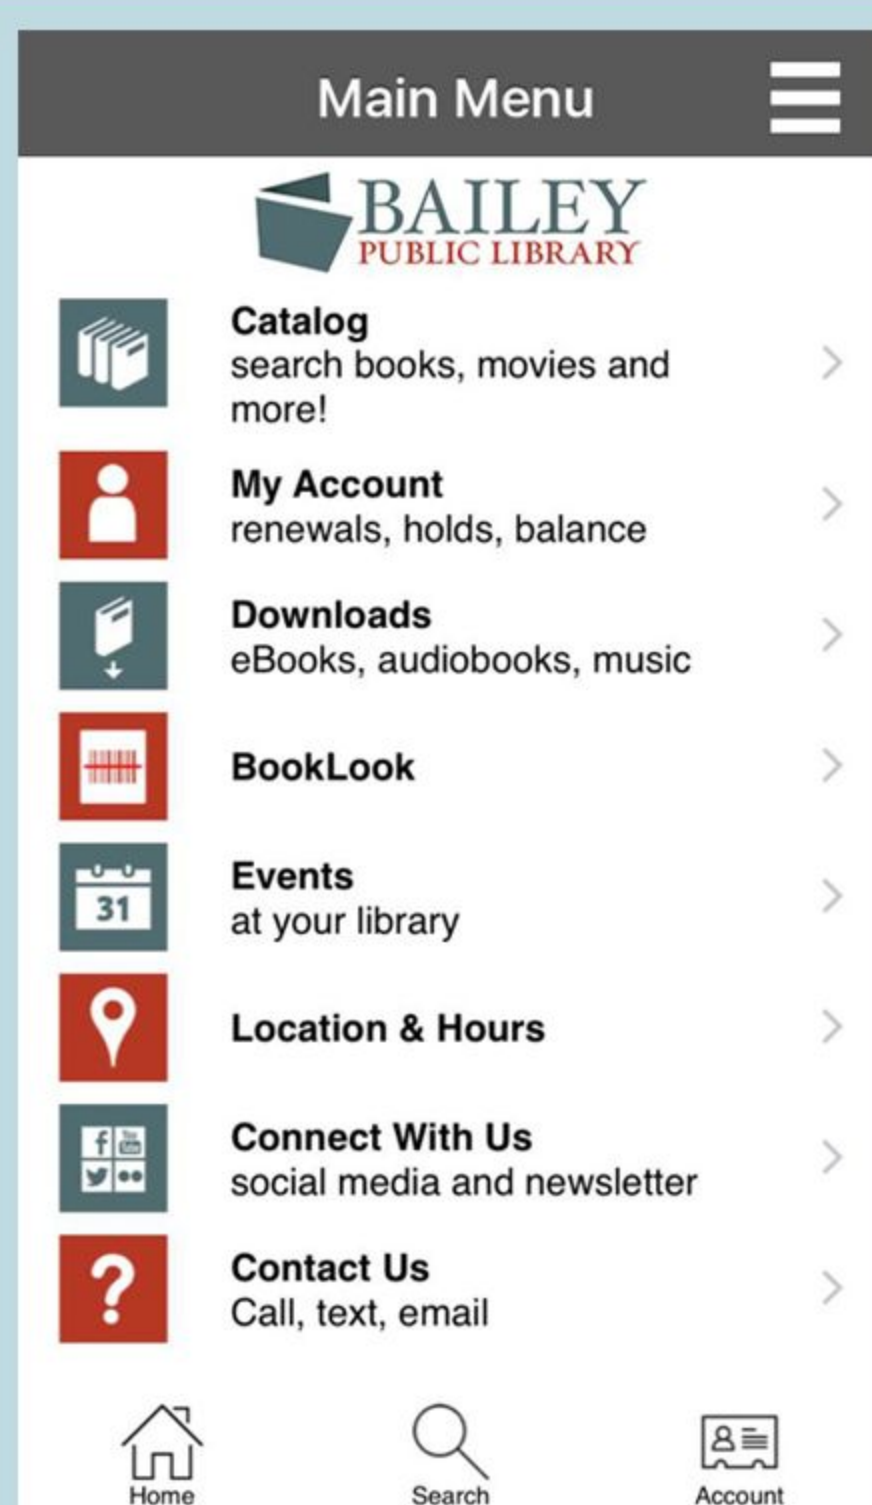 Main Menu
BAILEY
PUBLIC LIBRARY
Catalog
search books, movies and
more!
My Account
renewals, holds, balance
Downloads
eBooks, audiobooks, music
BookLook
Events
31
at your library
Location & Hours
f You
Tube
Connect With Us
social media and newsletter
?
Contact Us
Call, text, email
Home Search Account